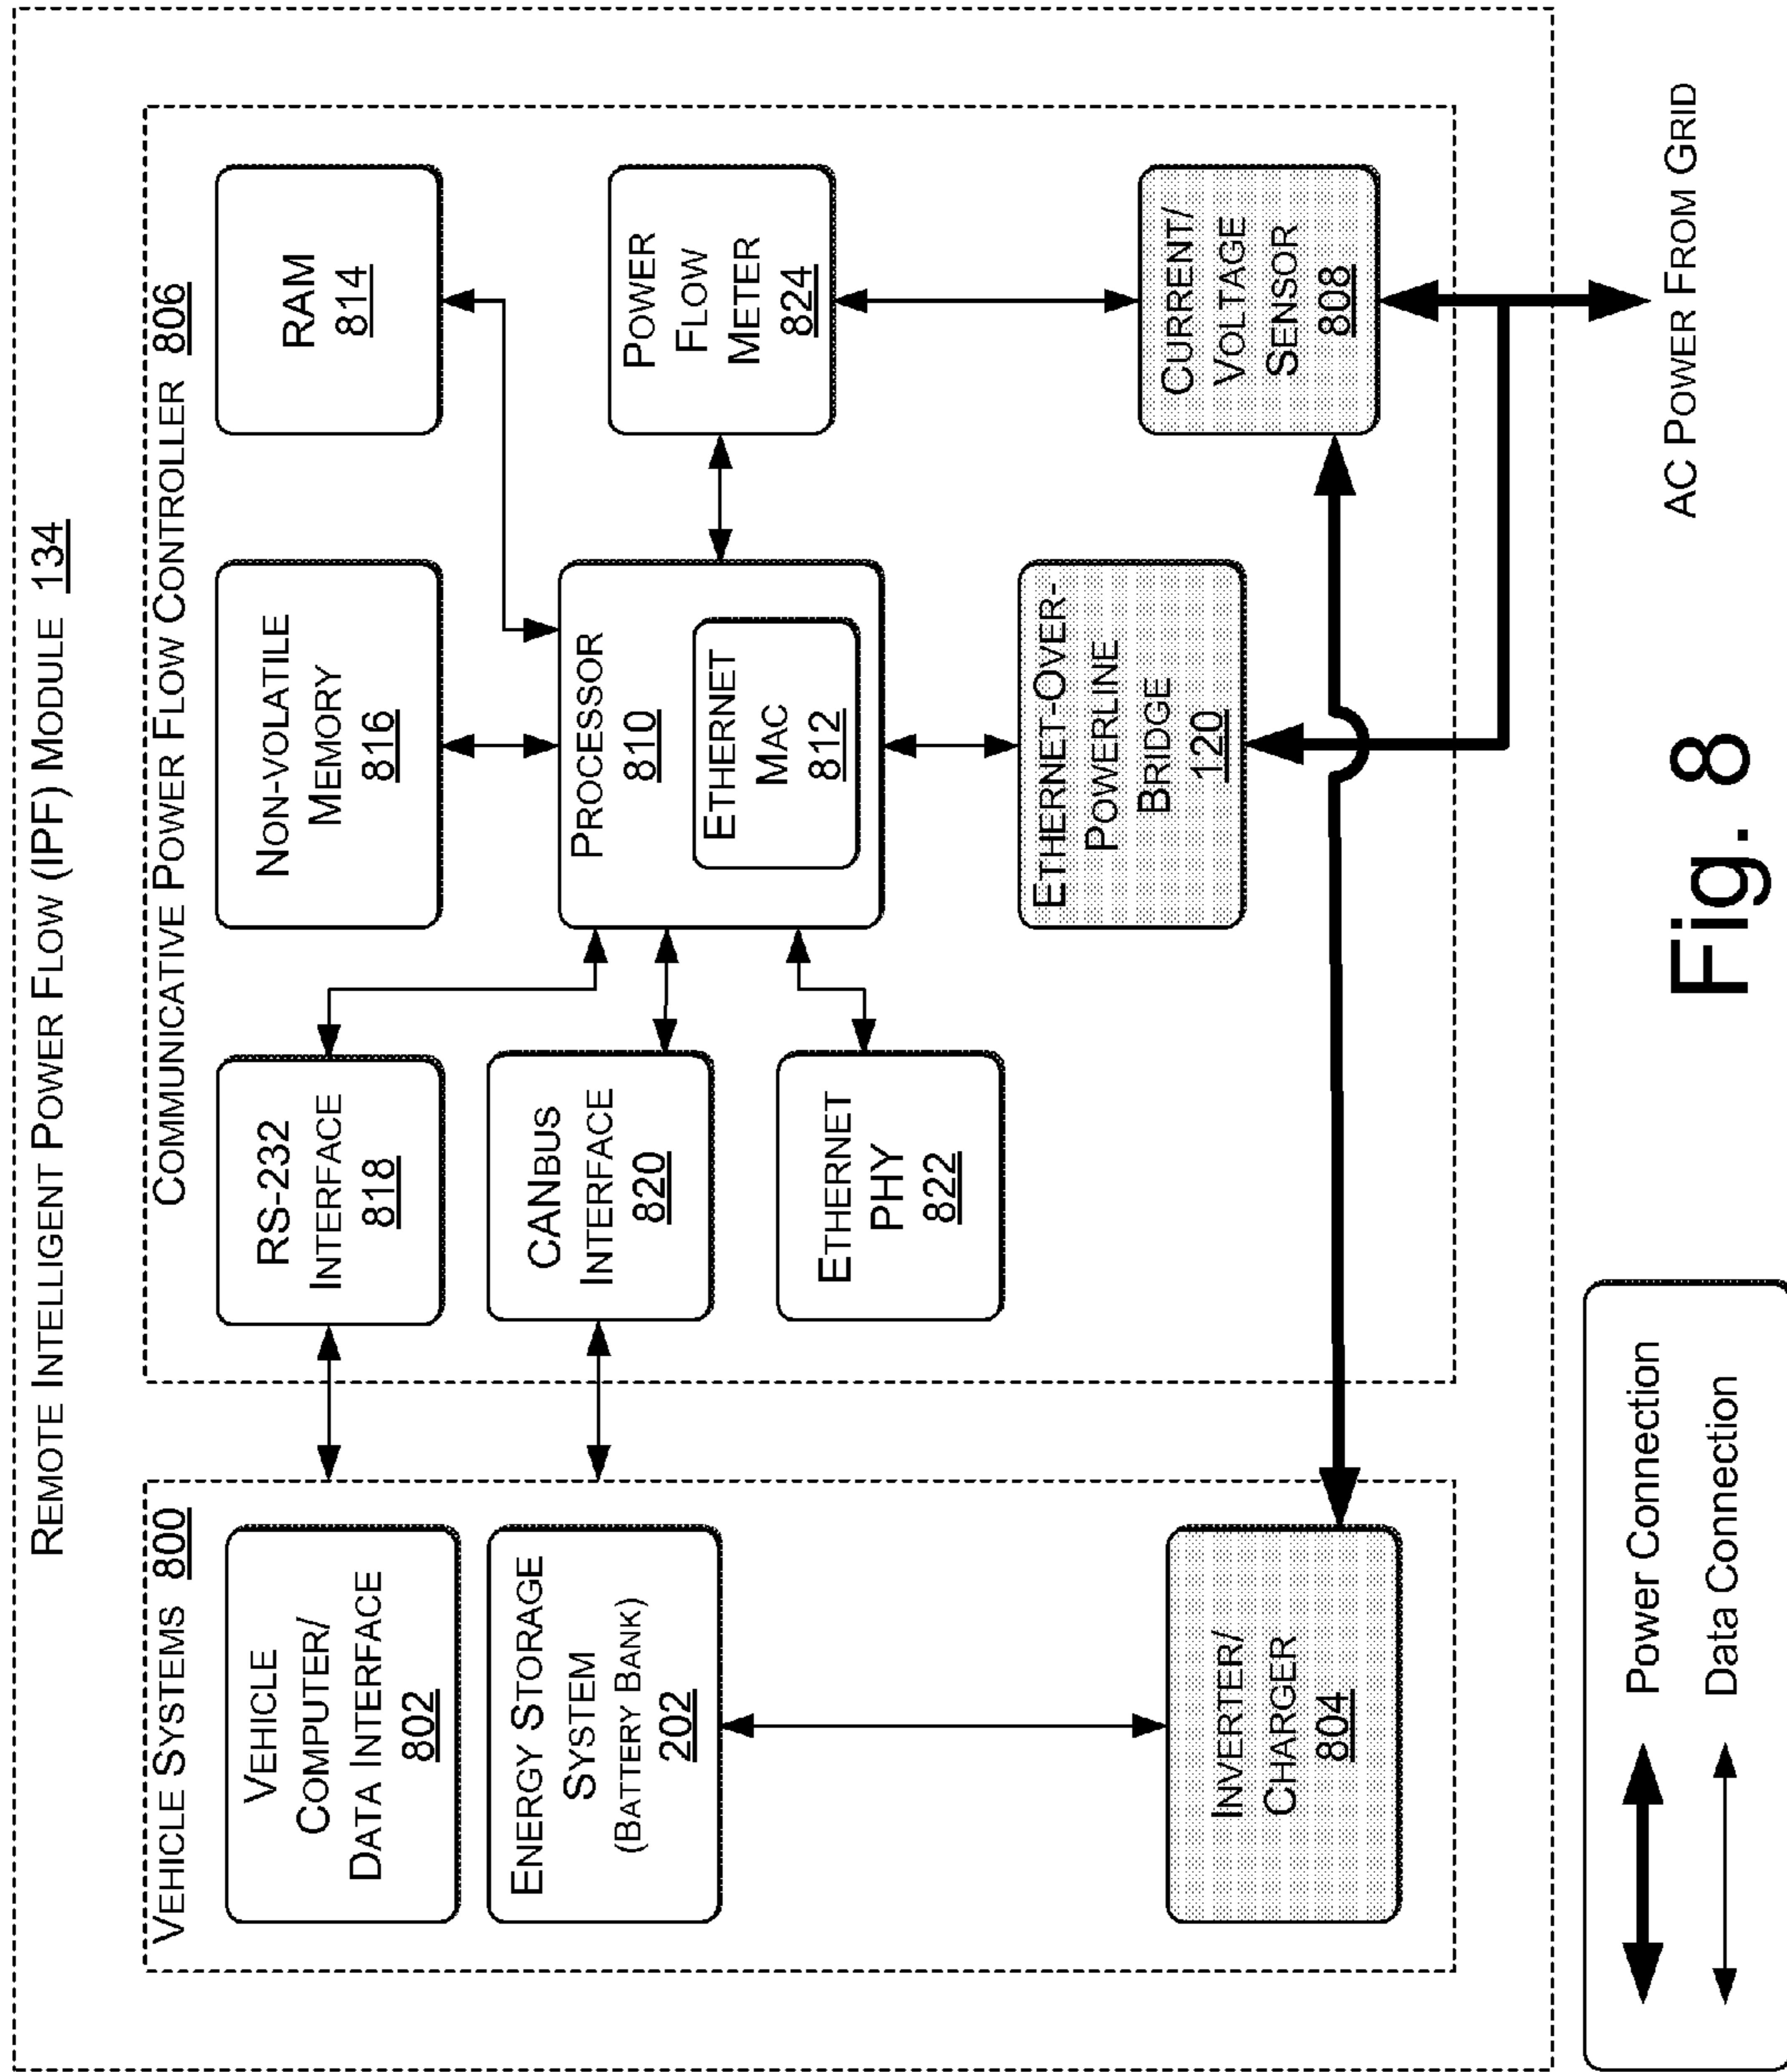 REMOTE INTELLIGENT POWER FLOW (IPF) MODULE 134
VEHICLE SYSTEMS 800
VEHICLE
COMPUTER/
DATA INTERFACE
802
ENERGY STORAGE
SYSTEM
(BATTERY BANK)
202
INVERTER/
CHARGER
804
COMMUNICATIVE POWER FLOW CONTROLLER 806
RS-232
INTERFACE
818
CANBUS
INTERFACE
820
ETHERNET
PHY
822
NON-VOLATILE
MEMORY
816
PROCESSOR
810
ETHERNET
MAC
812
ETHERNET-OVER-
POWERLINE
BRIDGE
120
RAM
814
POWER
FLOW
METER
824
CURRENT/
VOLTAGE
SENSOR
808
AC POWER FROM GRID
Power Connection
Data Connection
Fig. 8